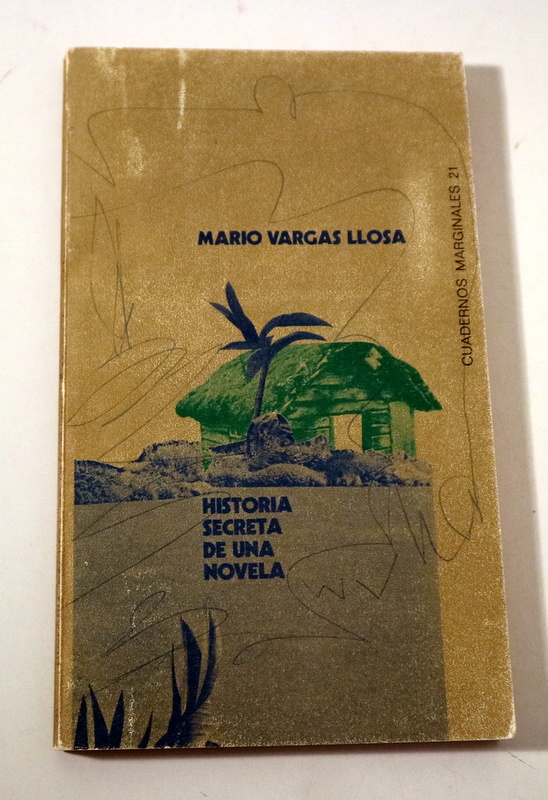 MARIO VARGAS LLOSA
CUADERNOS MARGINALES 21
HISTORIA
SECRETA
DE UNA
NOVELA